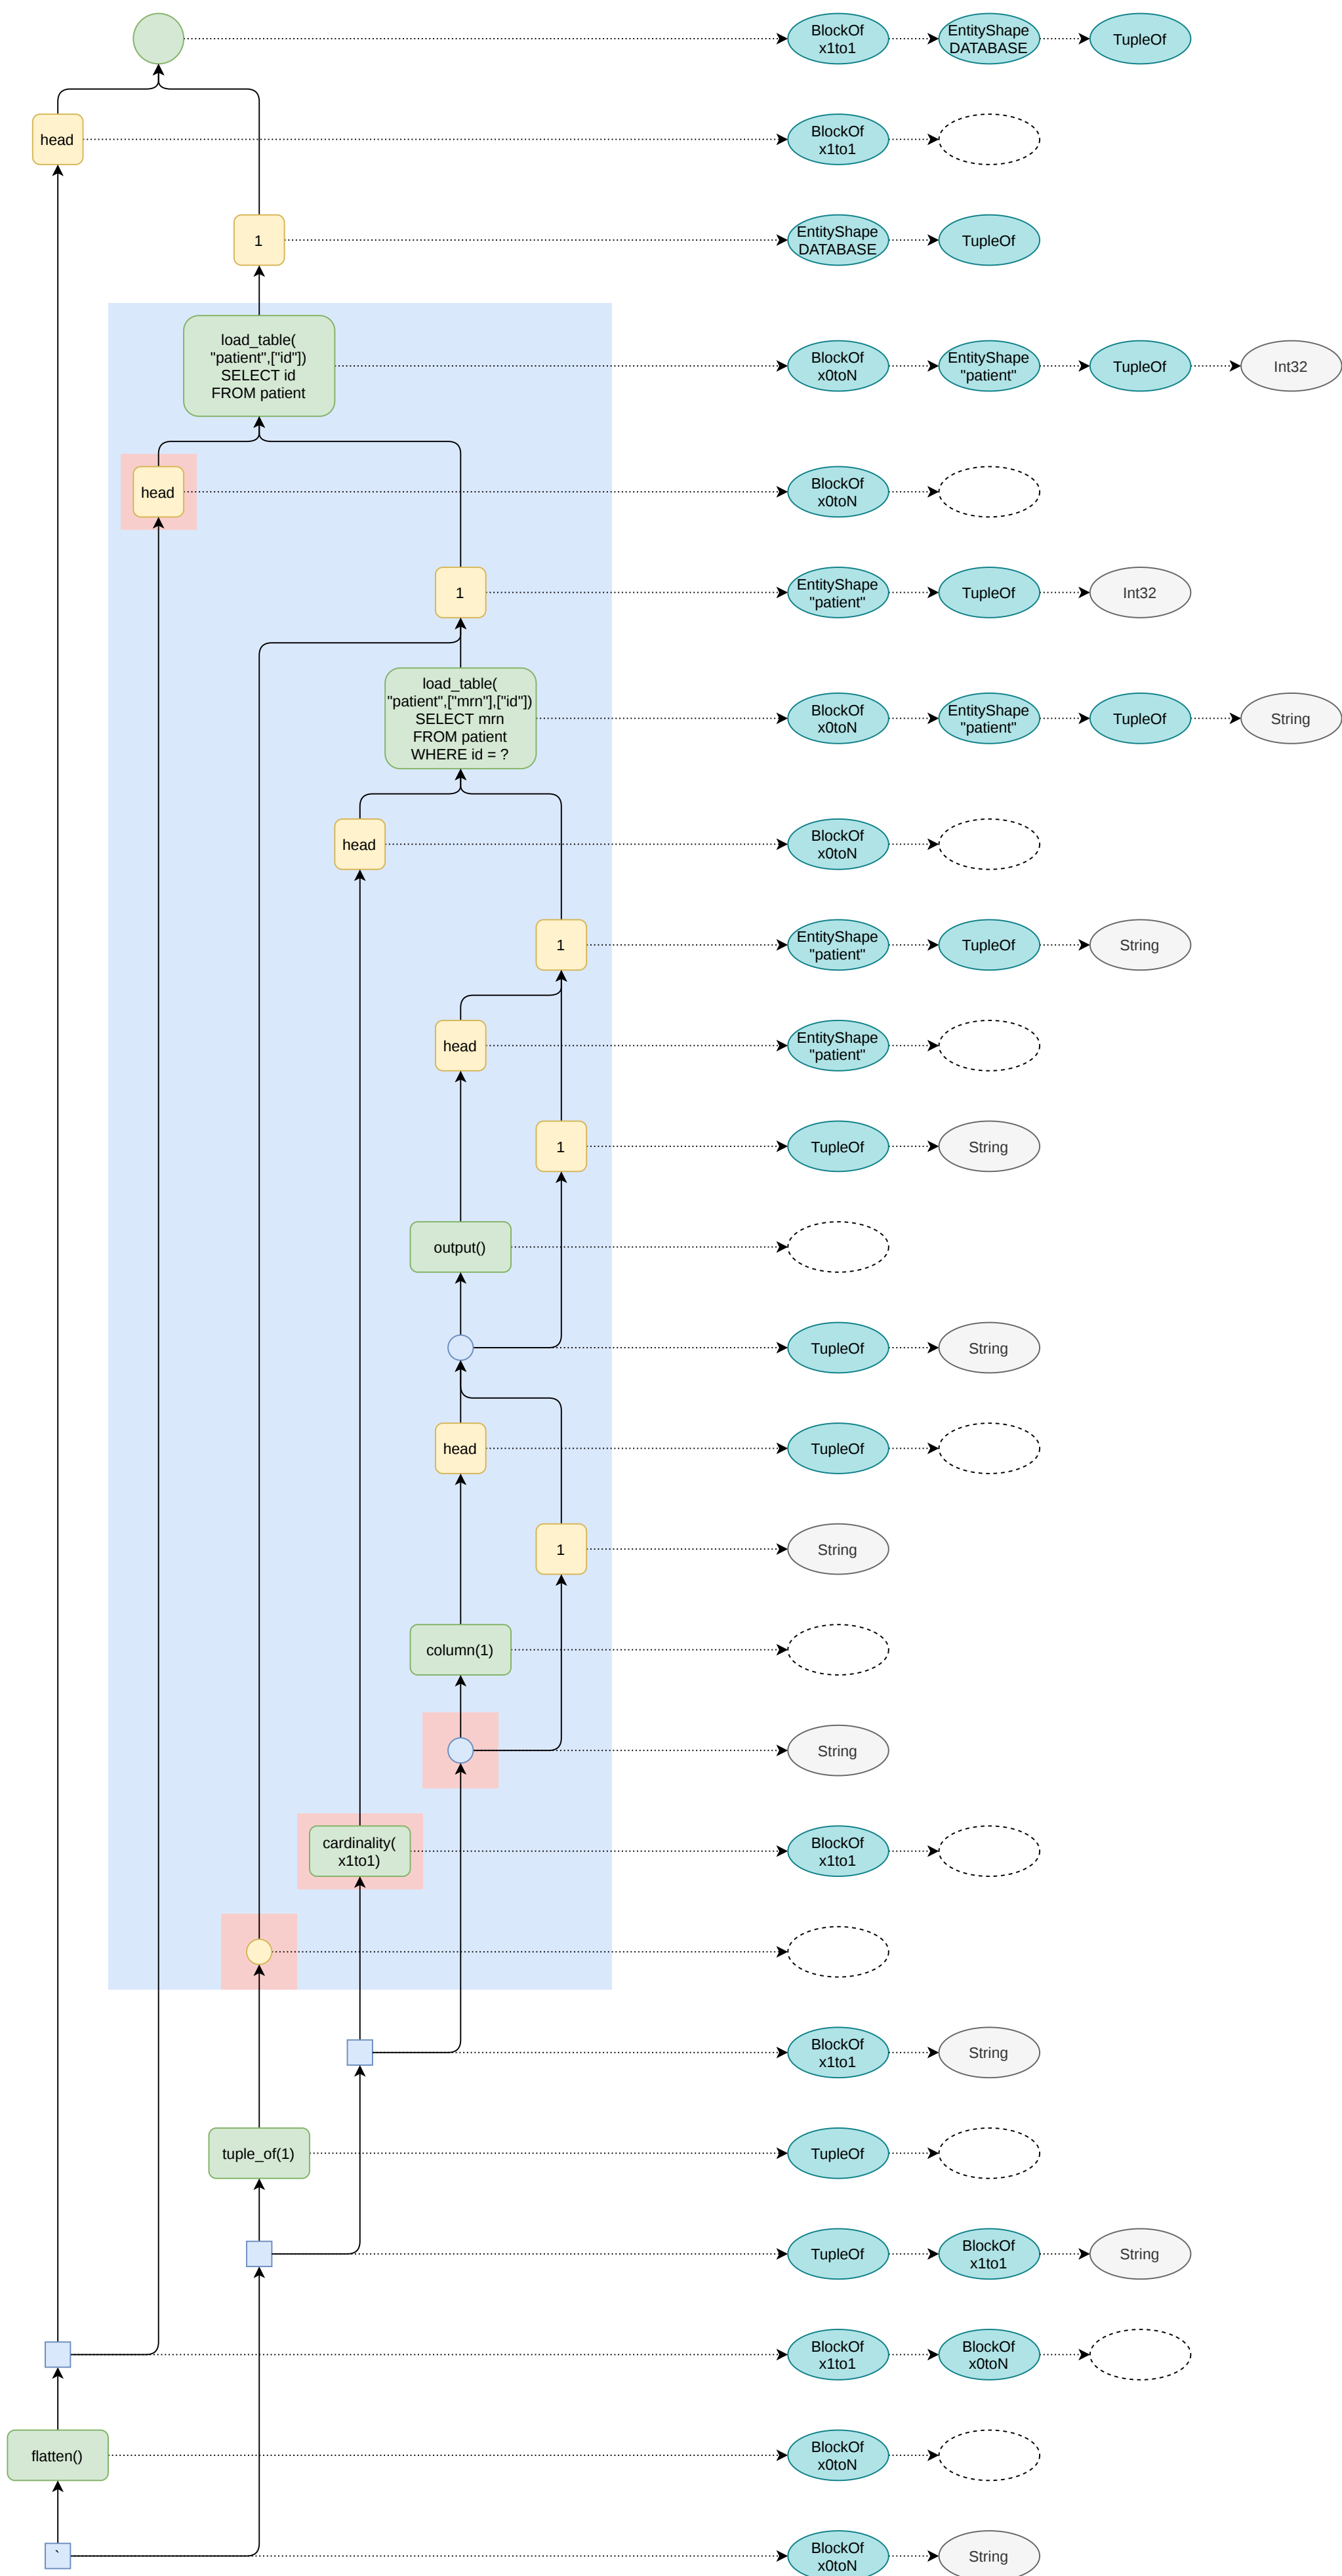 BlockOf
x1to1
EntityShape
DATABASE
TupleOf
head
BlockOf
x1to1
1
EntityShape
DATABASE
TupleOf
load_table(
"patient",["id"])
SELECT id
FROM patient
BlockOf
x0toN
EntityShape
"patient"
TupleOf
Int32
head
BlockOf
x0toN
1
EntityShape
"patient"
TupleOf
Int32
load_table(
"patient",["mrn"],["id"])
SELECT mrn
FROM patient
WHERE id = ?
BlockOf
x0toN
EntityShape
"patient"
TupleOf
String
head
BlockOf
x0toN
1
EntityShape
"patient"
TupleOf
String
head
EntityShape
"patient"
1
TupleOf
String
output()
TupleOf
String
head
TupleOf
1
String
column(1)
String
cardinality(
x1to1)
BlockOf
x1to1
BlockOf
x1to1
String
tuple_of(1)
TupleOf
TupleOf
BlockOf
x1to1
String
BlockOf
x1to1
BlockOf
x0toN
flatten()
BlockOf
x0toN
`
BlockOf
x0toN
String